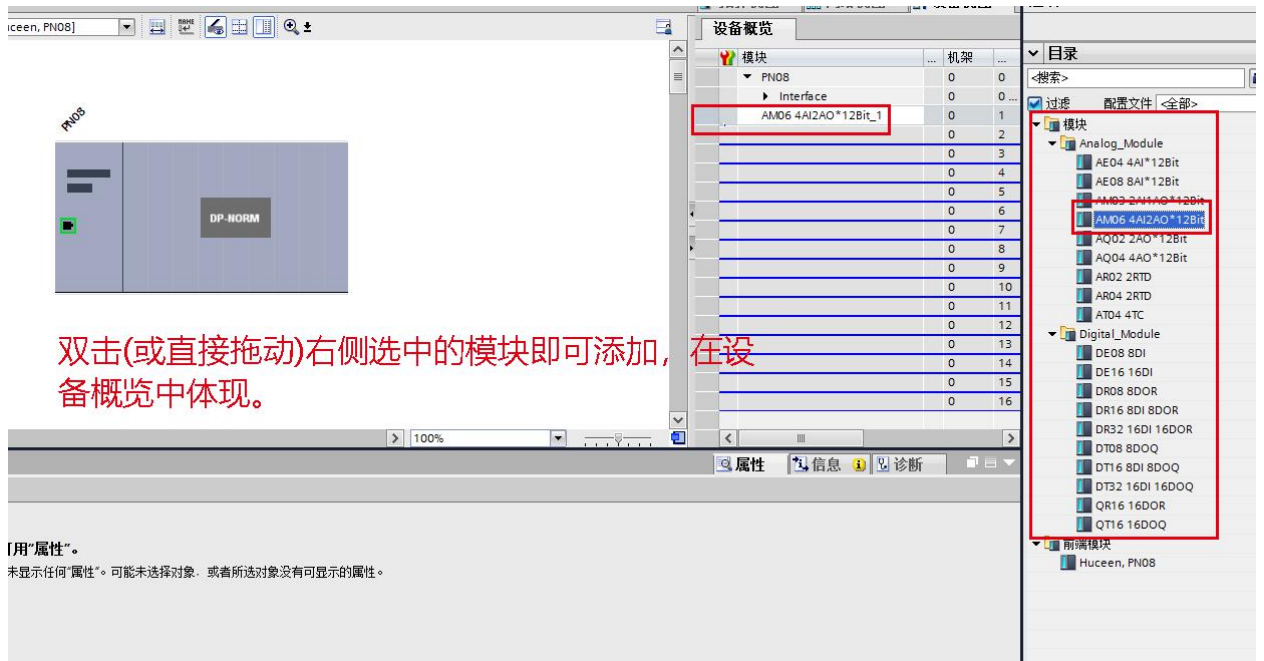 uceen, PN08]
设备概览
模块 ... 机架 ...
PN08 0 0
Interface 0 0 ...
AM06 4AI2AO*12Bit_1 0 1
0 2
0 3
0 4
0 5
0 6
0 7
0 8
0 9
0 10
0 11
0 12
0 13
0 14
0 15
0 16
PN08
DP-NORM
双击(或直接拖动)右侧选中的模块即可添加，在设
备概览中体现。
100%
属性 信息 诊断
用"属性"。
未显示任何"属性"。可能未选择对象，或者所选对象没有可显示的属性。
目录
<搜索>
过滤 配置文件 <全部>
模块
Analog_Module
AE04 4AI*12Bit
AE08 8AI*12Bit
AM03 2AI1AO*12Bit
AM06 4AI2AO*12Bit
AQ02 2AO*12Bit
AQ04 4AO*12Bit
AR02 2RTD
AR04 2RTD
AT04 4TC
Digital_Module
DE08 8DI
DE16 16DI
DR08 8DOR
DR16 8DI 8DOR
DR32 16DI 16DOR
DT08 8DOQ
DT16 8DI 8DOQ
DT32 16DI 16DOQ
QR16 16DOR
QT16 16DOQ
前端模块
Huceen, PN08